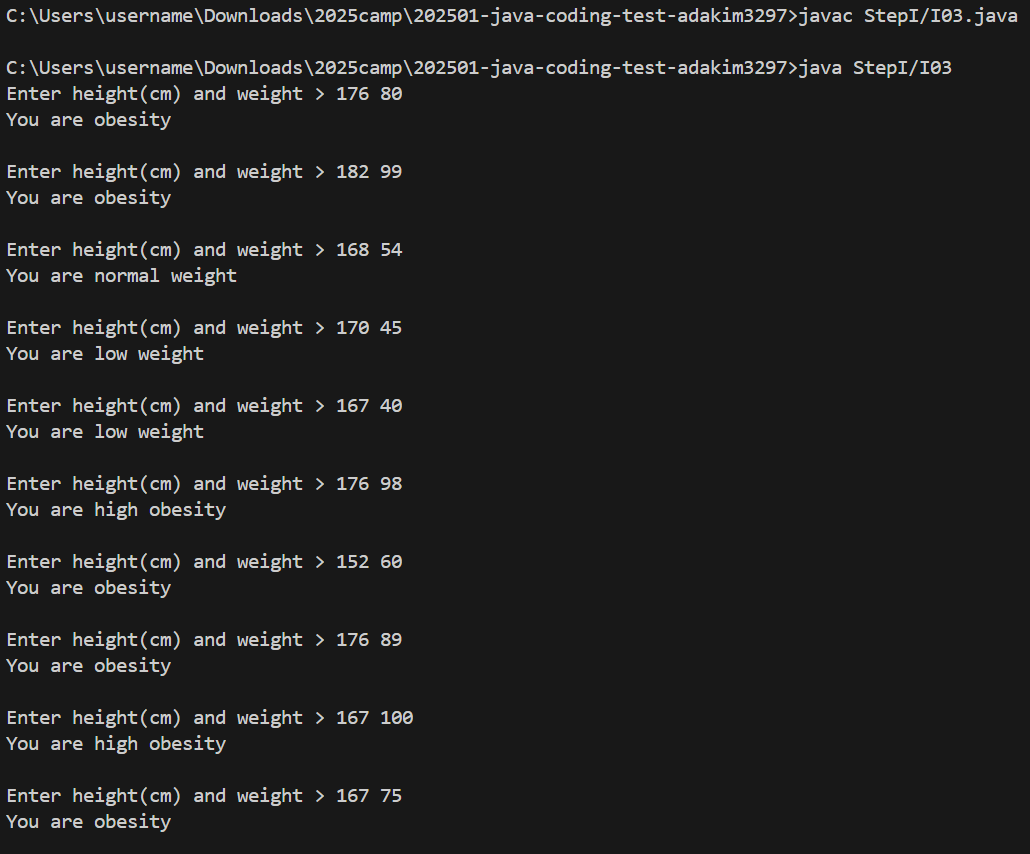 C:\Users\username\Downloads\2025camp\202501-java-coding-test-adakim3297>javac StepI/I03.java
C:\Users\username\Downloads\2025camp\202501-java-coding-test-adakim3297>java StepI/I03
Enter height(cm) and weight > 176 80
You are obesity
Enter height(cm) and weight > 182 99
You are obesity
Enter height(cm) and weight > 168 54
You are normal weight
Enter height(cm) and weight > 170 45
You are low weight
Enter height(cm) and weight > 167 40
You are low weight
Enter height(cm) and weight > 176 98
You are high obesity
Enter height(cm) and weight > 152 60
You are obesity
Enter height(cm) and weight > 176 89
You are obesity
Enter height(cm) and weight > 167 100
You are high obesity
Enter height(cm) and weight > 167 75
You are obesity